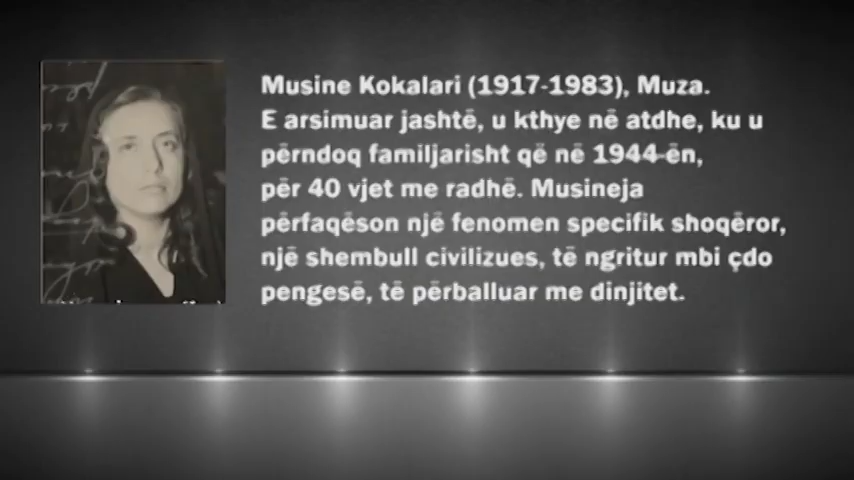 Musine Kokalari (1917-1983), Muza.
E arsimuar jashtë, u kthye në atdhe, ku u
përndoq familjarisht që në 1944-ën,
për 40 vjet me radhë. Musineja
përfaqëson një fenomen specifik shoqëror,
një shembull civilizues, të ngritur mbi çdo
pengesë, të përballuar me dinjitet.